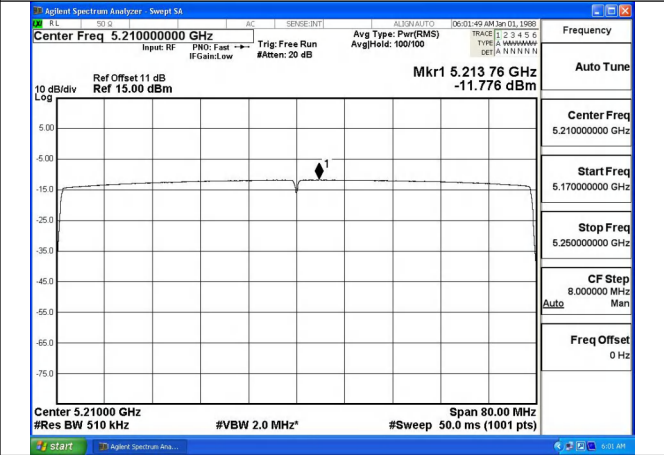 Agilent Spectrum Analyzer - Swept SA
RL 50 Ω AC SENSE:INT ALIGNAUTO 06:01:49 AM Jan 01, 1988
Center Freq 5.210000000 GHz
Input: RF PNO: Fast Trig: Free Run
IFGain:Low #Atten: 20 dB
Avg Type: Pwr(RMS)
Avg|Hold: 100/100
TRACE 1 2 3 4 5 6
TYPE A WWWWW
DET A N N N N N
Frequency
Auto Tune
Mkr1 5.213 76 GHz
-11.776 dBm
Ref Offset 11 dB
10 dB/div Ref 15.00 dBm
Log
5.00
-5.00
-15.0
-25.0
-35.0
-45.0
-55.0
-65.0
-75.0
1
Center Freq
5.210000000 GHz
Start Freq
5.170000000 GHz
Stop Freq
5.250000000 GHz
CF Step
8.000000 MHz
Auto Man
Freq Offset
0 Hz
Center 5.21000 GHz Span 80.00 MHz
#Res BW 510 kHz #VBW 2.0 MHz* #Sweep 50.0 ms (1001 pts)
start Agilent Spectrum Ana... 6:01 AM